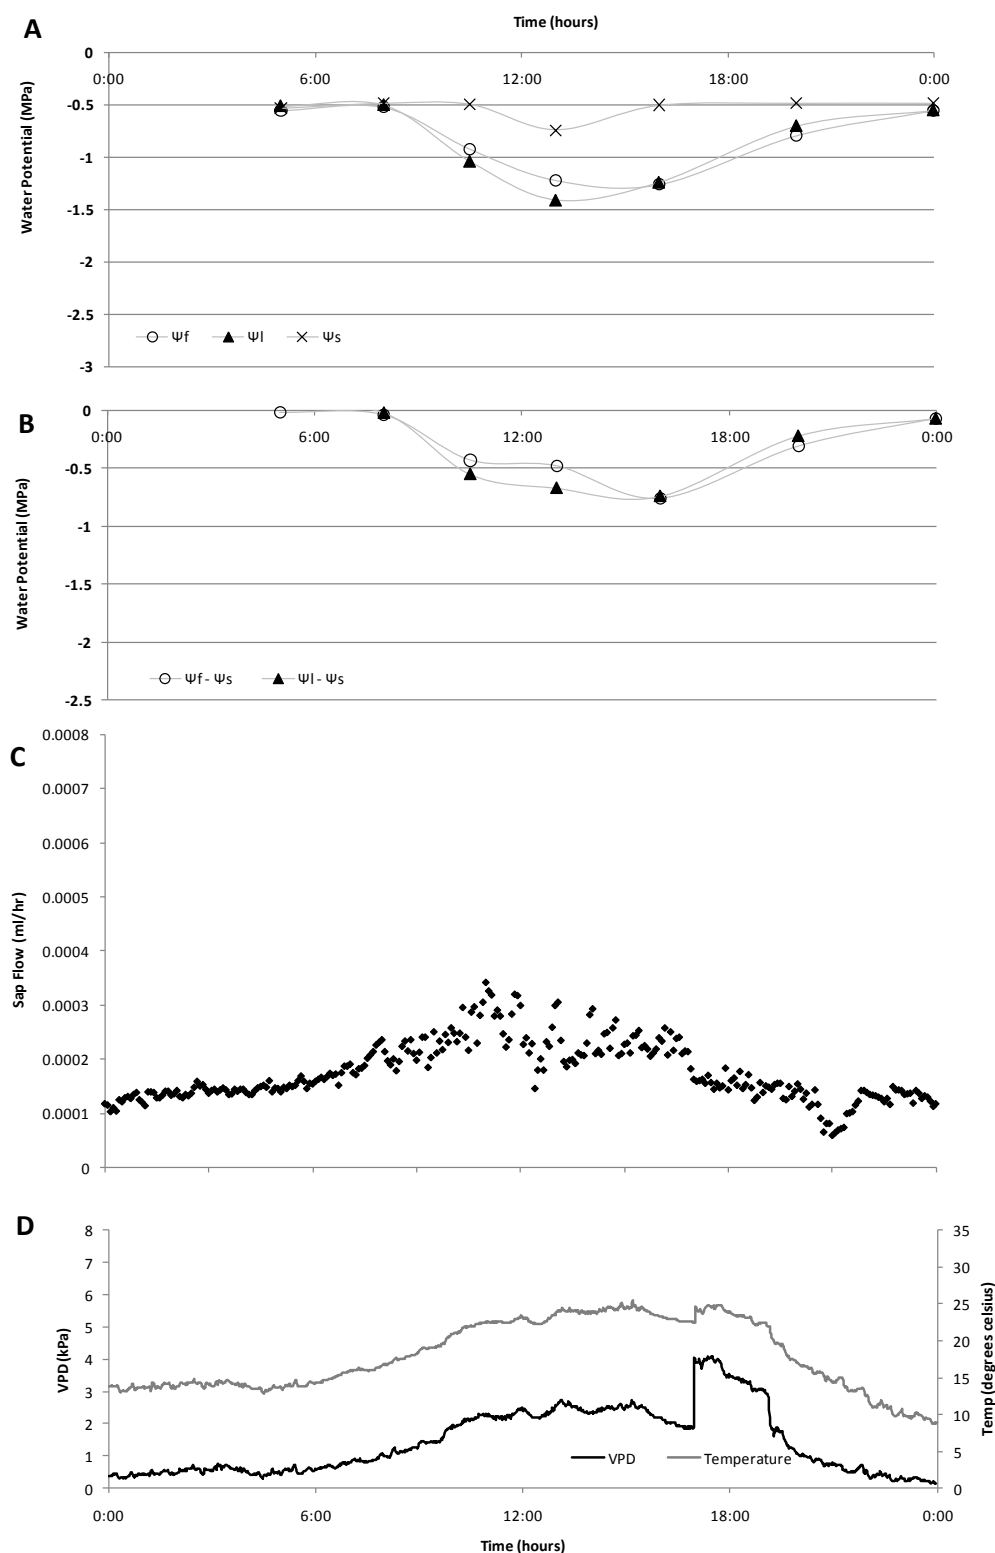 A
Time (hours)
0
0:00 6:00 12:00 18:00 0:00
-0.5
-1
-1.5
-2
-2.5
-3
Water Potential (MPa)
Ψf Ψl Ψs
B
0
0:00 6:00 12:00 18:00 0:00
-0.5
-1
-1.5
-2
-2.5
Water Potential (MPa)
Ψf - Ψs Ψl - Ψs
C
0.0008
0.0007
0.0006
0.0005
0.0004
0.0003
0.0002
0.0001
0
Sap Flow (ml/hr)
D
8 35
7 30
6 25
5 20
4 15
3 10
2 5
1 0
0
VPD (kPa)
Temp (degrees celsius)
VPD Temperature
0:00 6:00 12:00 18:00 0:00
Time (hours)